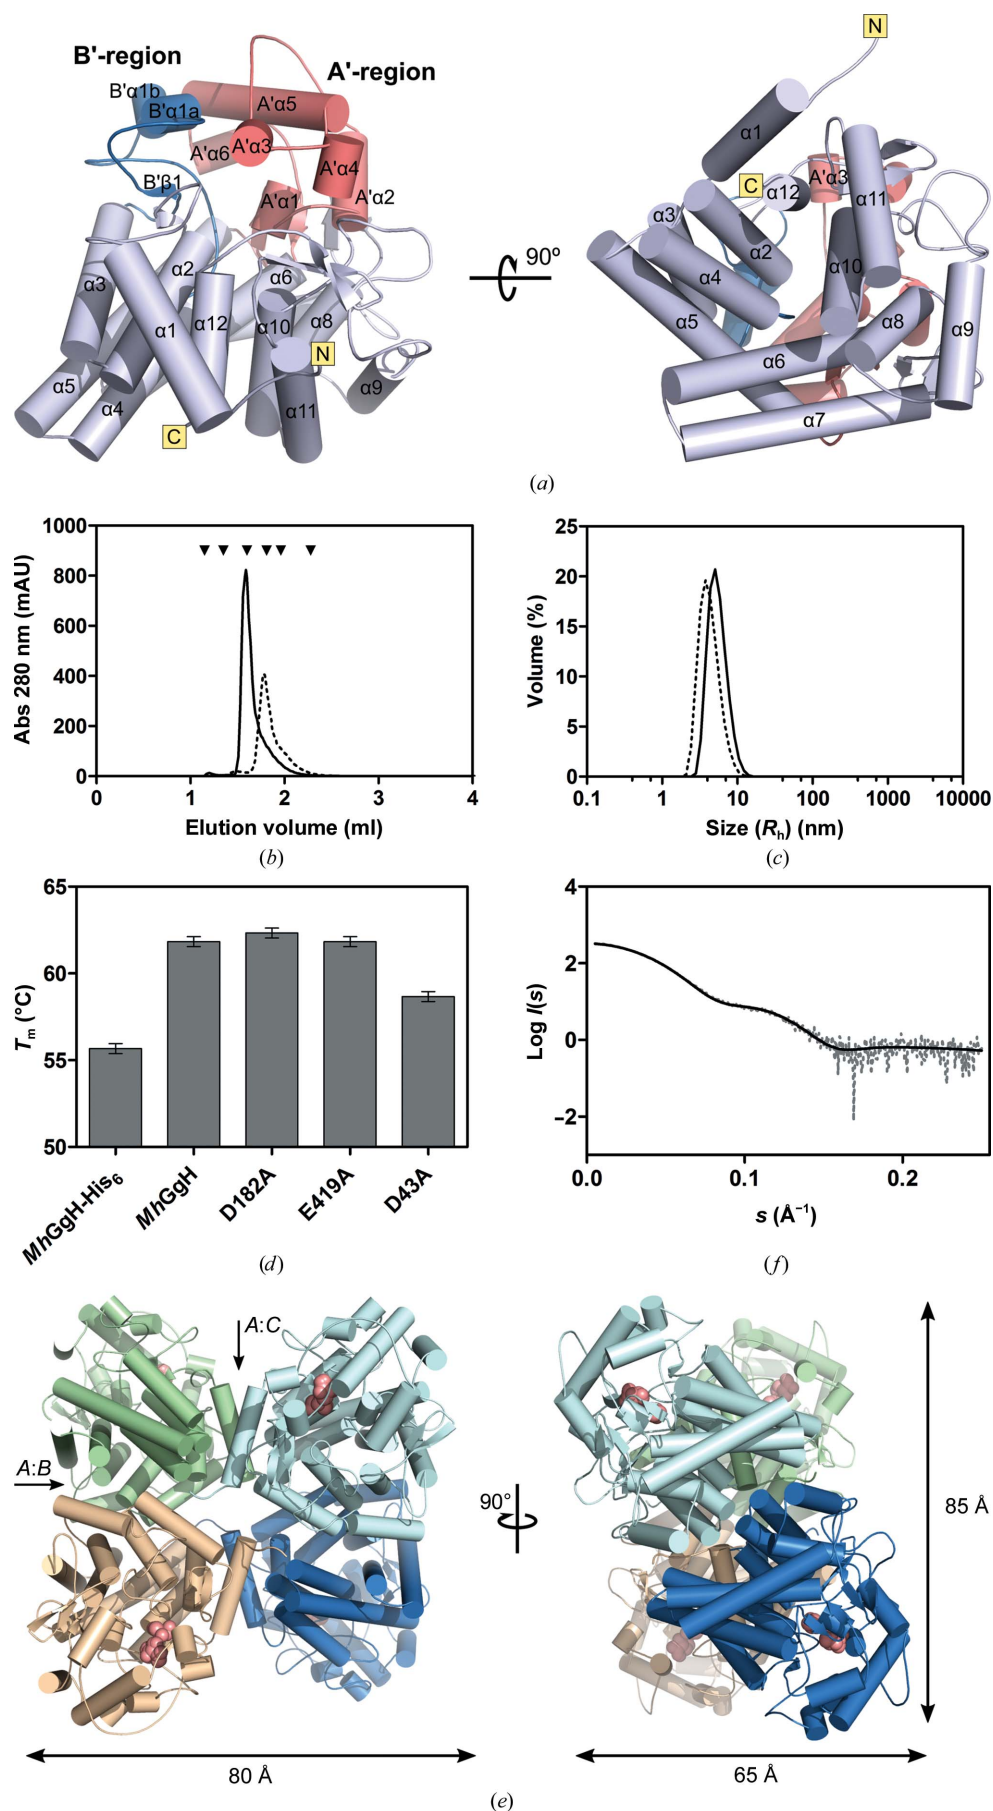 B'-region
A'-region
B'α1b
B'α1a
A'α5
A'α6
A'α3
A'α4
B'β1
A'α1
A'α2
α3
α2
α6
α1
α12
α10
α8
N
α5
α4
α9
α11
C
90º
N
α1
C
α12
A'α3
α11
α3
α2
α4
α10
α5
α8
α9
α6
α7
(a)
1000
800
600
400
200
0
Abs 280 nm (mAU)
0 1 2 3 4
Elution volume (ml)
(b)
25
20
15
10
5
0
Volume (%)
0.1 1 10 100 1000 10000
Size (Rh) (nm)
(c)
65
60
55
50
Tm (°C)
MhGgH-His6
MhGgH
D182A
E419A
D43A
(d)
4
2
0
−2
Log I(s)
0.0 0.1 0.2
s (Å−1)
(f)
A:C
A:B
90°
85 Å
80 Å
65 Å
(e)